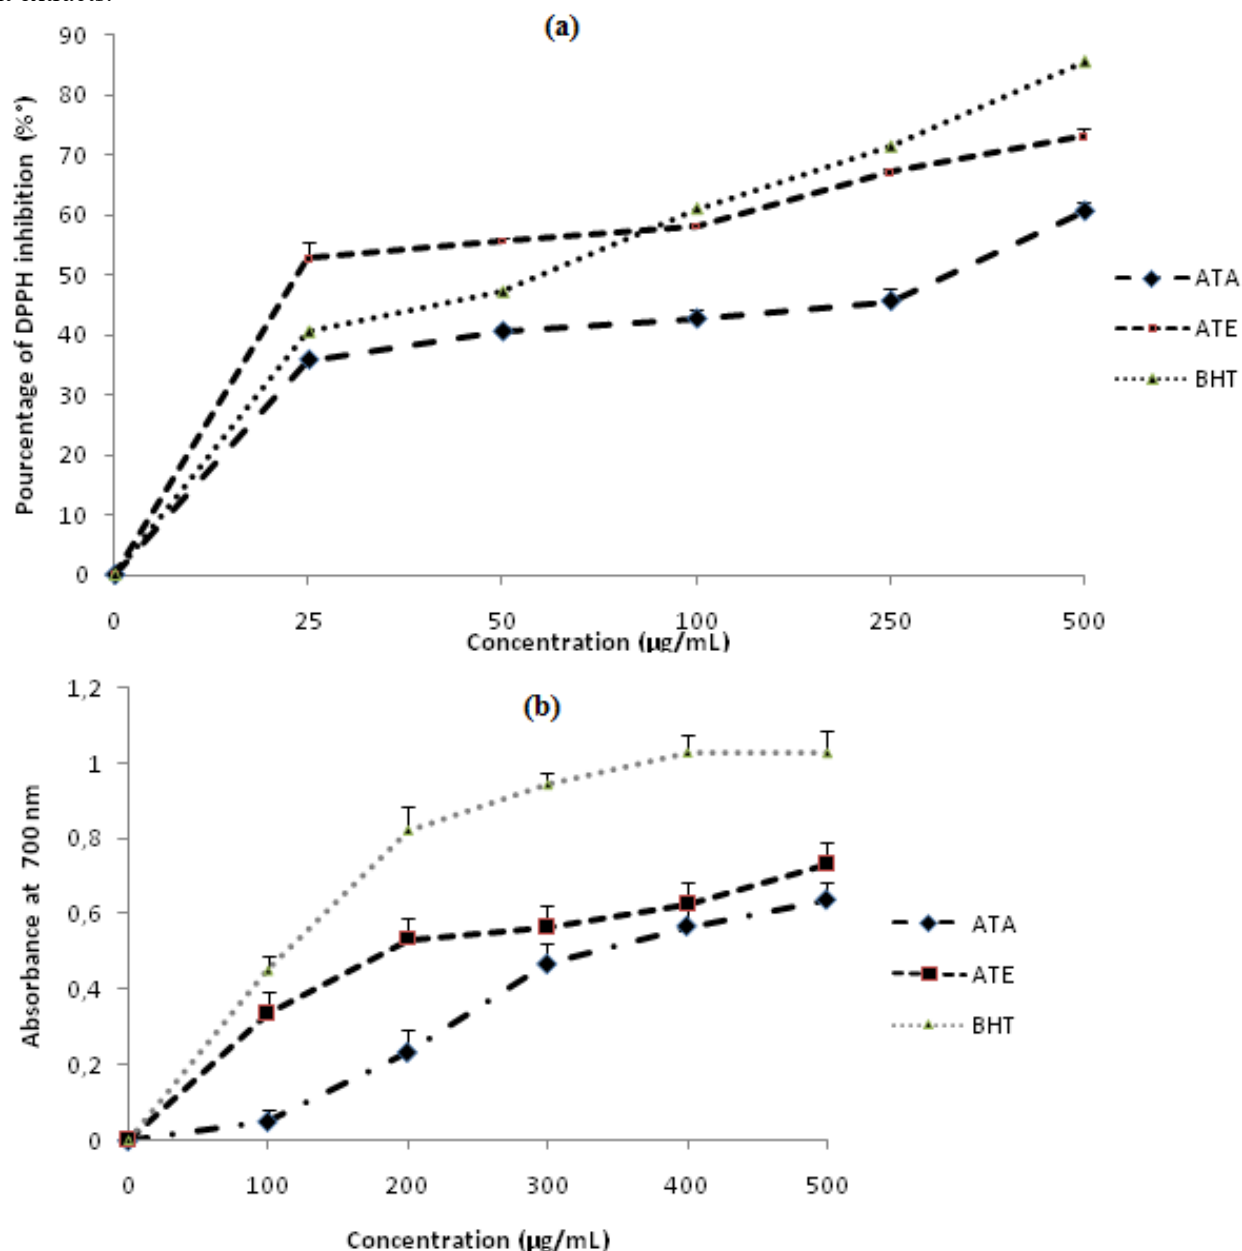 (a)
90
80
70
60
50
40
30
20
10
0
Pourcentage of DPPH inhibition (%°)
0 25 50 100 250 500
Concentration (µg/mL)
ATA
ATE
BHT
(b)
1,2
1
0,8
0,6
0,4
0,2
0
Absorbance at 700 nm
0 100 200 300 400 500
Concentration (µg/mL)
ATA
ATE
BHT